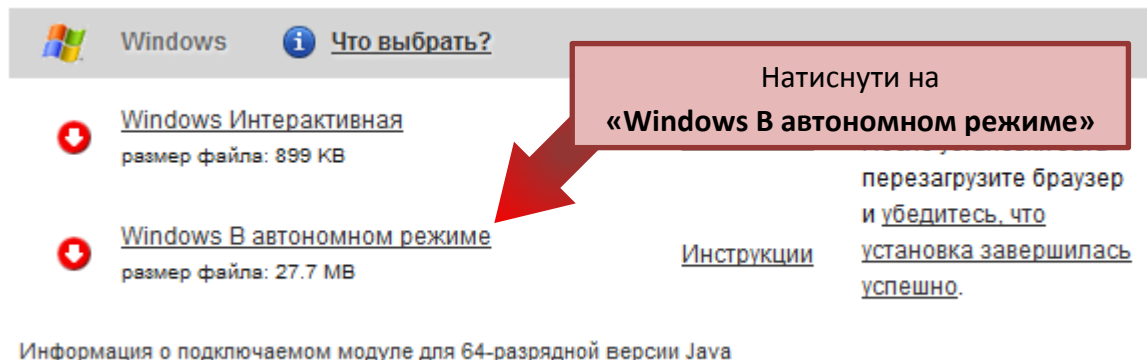 Windows Что выбрать?
Натиснути на
«Windows В автономном режиме»
Windows Интерактивная
размер файла: 899 KB
перезагрузите браузер
и убедитесь, что
установка завершилась
успешно.
Windows В автономном режиме
размер файла: 27.7 MB
Инструкции
Информация о подключаемом модуле для 64-разрядной версии Java